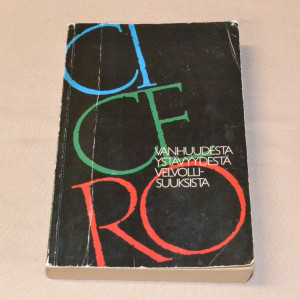 CI
CE
RO
VANHUUDESTA
YSTÄVYYDESTÄ
VELVOLLI-
SUUKSISTA